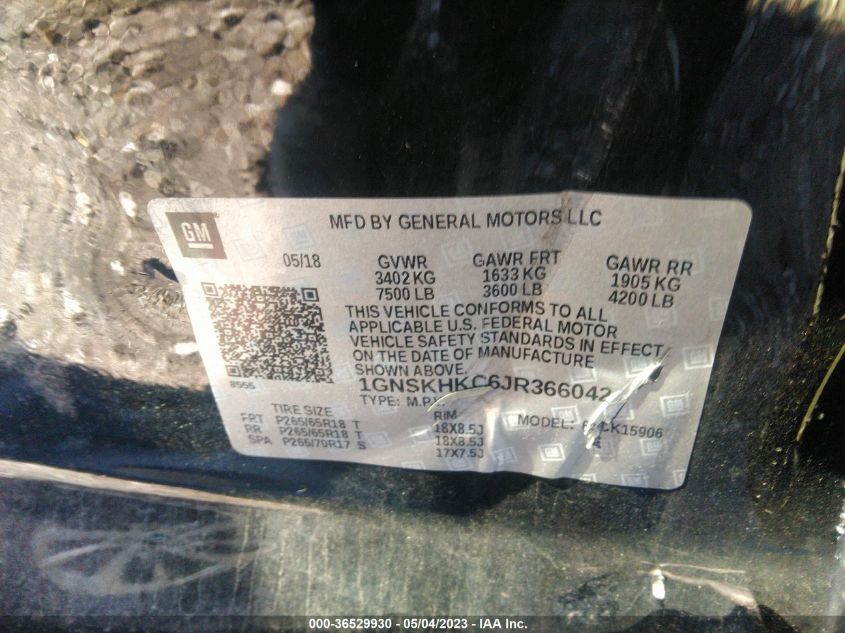 GM
MFD BY GENERAL MOTORS LLC
05/18 GVWR GAWR FRT GAWR RR
3402 KG 1633 KG 1905 KG
7500 LB 3600 LB 4200 LB
THIS VEHICLE CONFORMS TO ALL
APPLICABLE U.S. FEDERAL MOTOR
VEHICLE SAFETY STANDARDS IN EFFECT
ON THE DATE OF MANUFACTURE
SHOWN ABOVE.
8555
1GNSKHKC6JR366042
TYPE: MODEL:
TIRE SIZE RIM
FRT P265/65R18 T 18X8.5J
RR P265/65R18 T 18X8.5J
SPA P265/70R17 S 17X7.5J
000-36529930 - 05/04/2023 - IAA Inc.